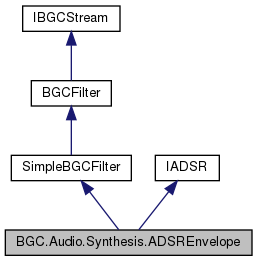 IBGCStream
BGCFilter
SimpleBGCFilter
IADSR
BGC.Audio.Synthesis.ADSREnvelope